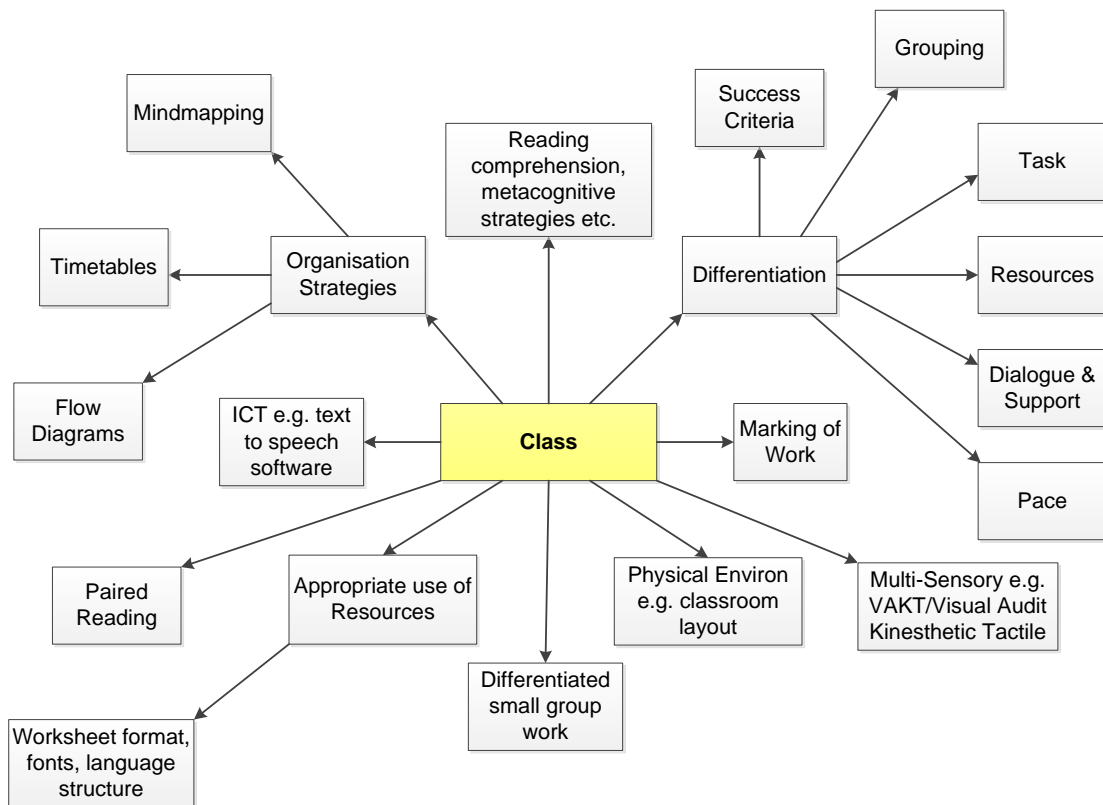 Grouping
Success
Criteria
Mindmapping
Reading
comprehension,
metacognitive
strategies etc.
Task
Timetables
Organisation
Strategies
Differentiation
Resources
Dialogue &
Support
Flow
Diagrams
ICT e.g. text
to speech
software
Class
Marking of
Work
Pace
Paired
Reading
Appropriate use of
Resources
Physical Environ
e.g. classroom
layout
Multi-Sensory e.g.
VAKT/Visual Audit
Kinesthetic Tactile
Differentiated
small group
work
Worksheet format,
fonts, language
structure